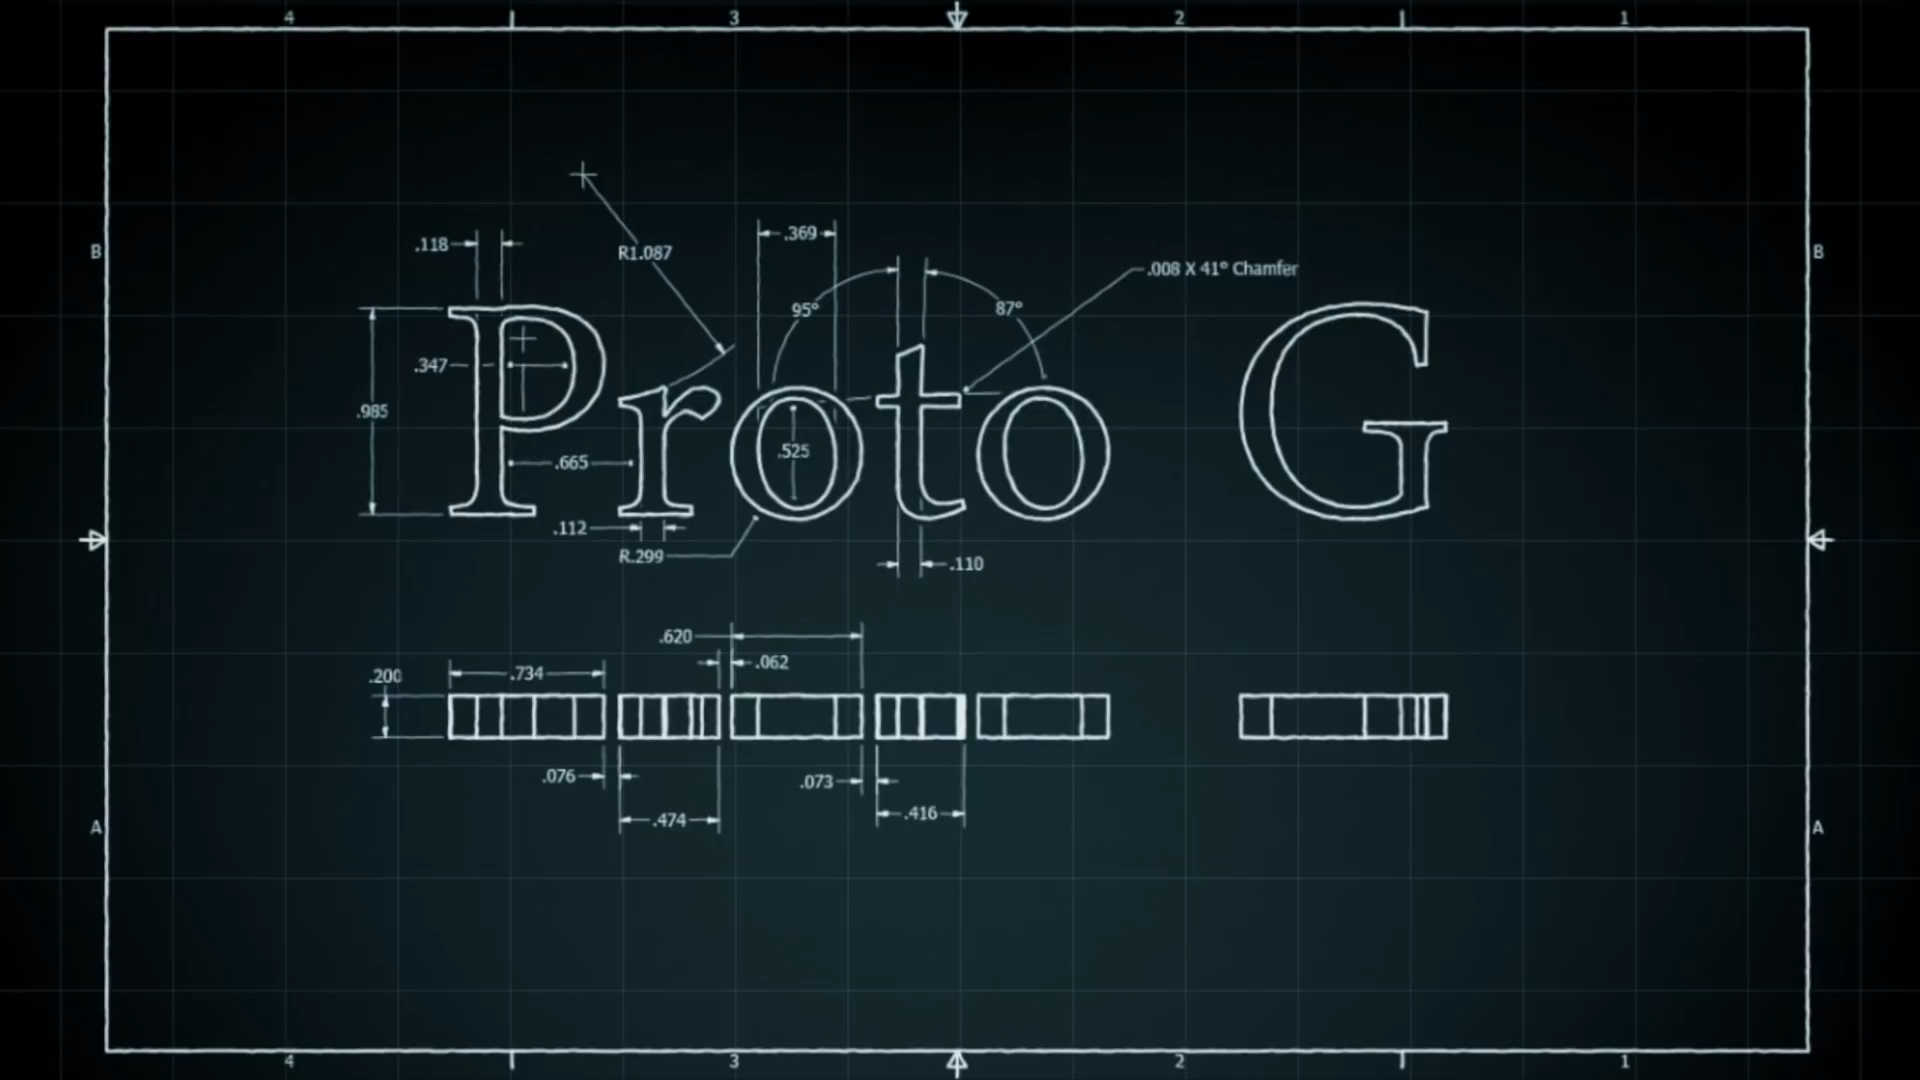 4 3 2 1
.369
.118
R1.087
B B
.008 X 41° Chamfer
95° 87°
Proto G
.347
.985
.525
.665
.112
R.299
.110
.620
.062
.734
.200
.076
.073
.416
.474
A A
4 3 2 1